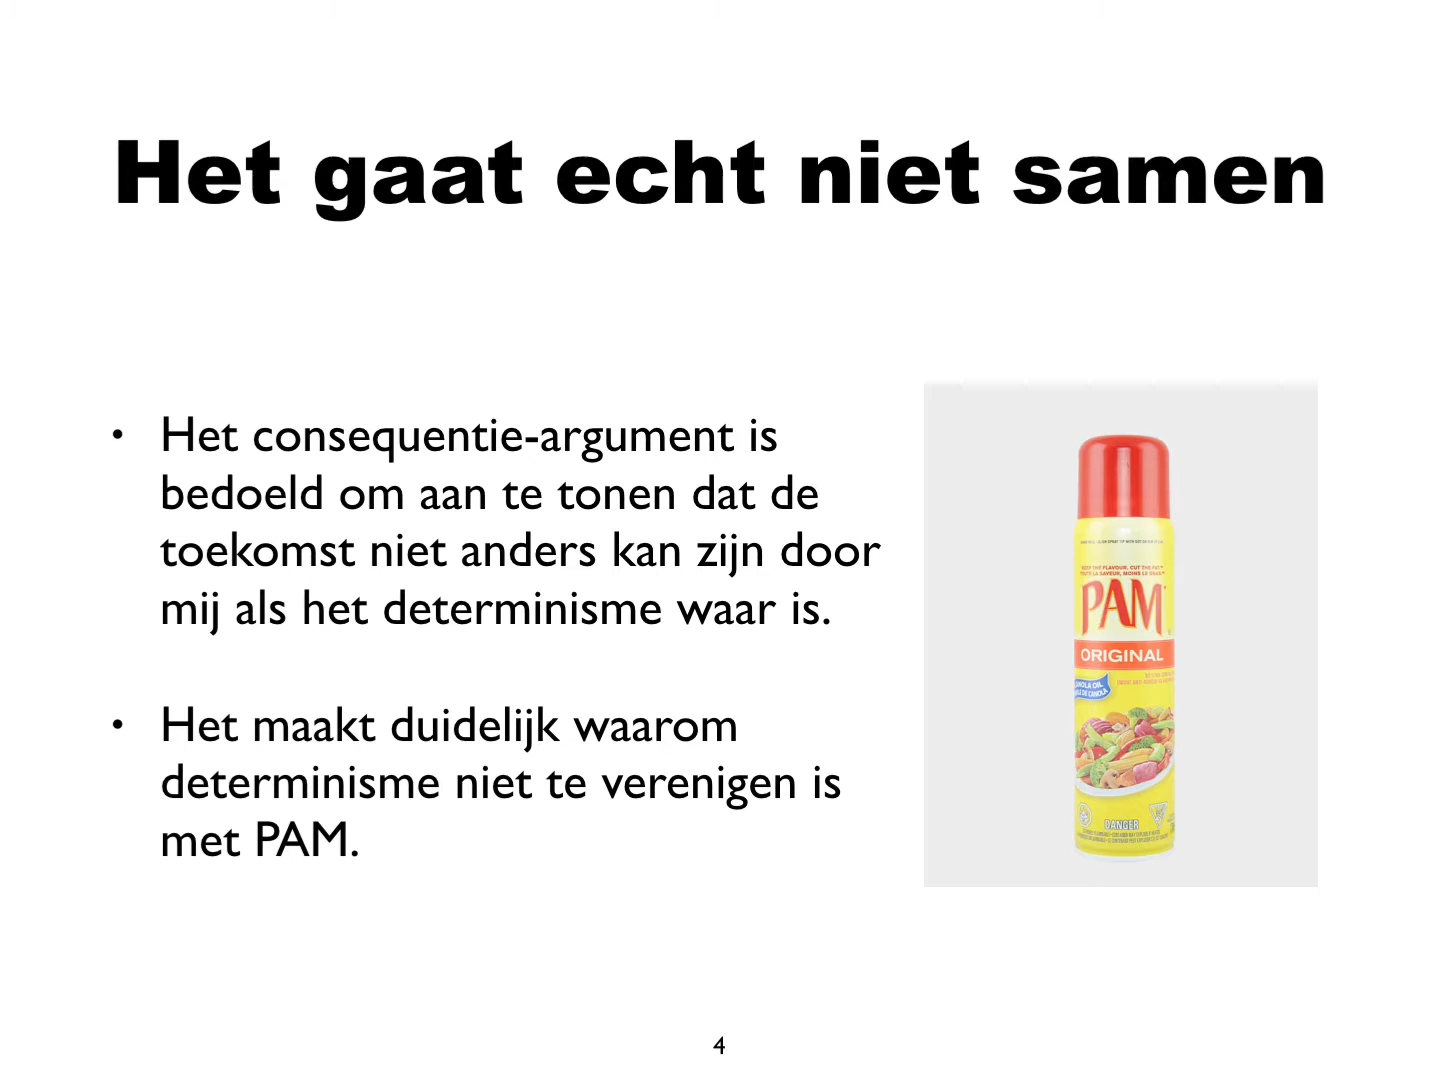 Het gaat echt niet samen
• Het consequentie-argument is
bedoeld om aan te tonen dat de
toekomst niet anders kan zijn door
mij als het determinisme waar is.
• Het maakt duidelijk waarom
determinisme niet te verenigen is
met PAM.
PAM
ORIGINAL
DANGER
4